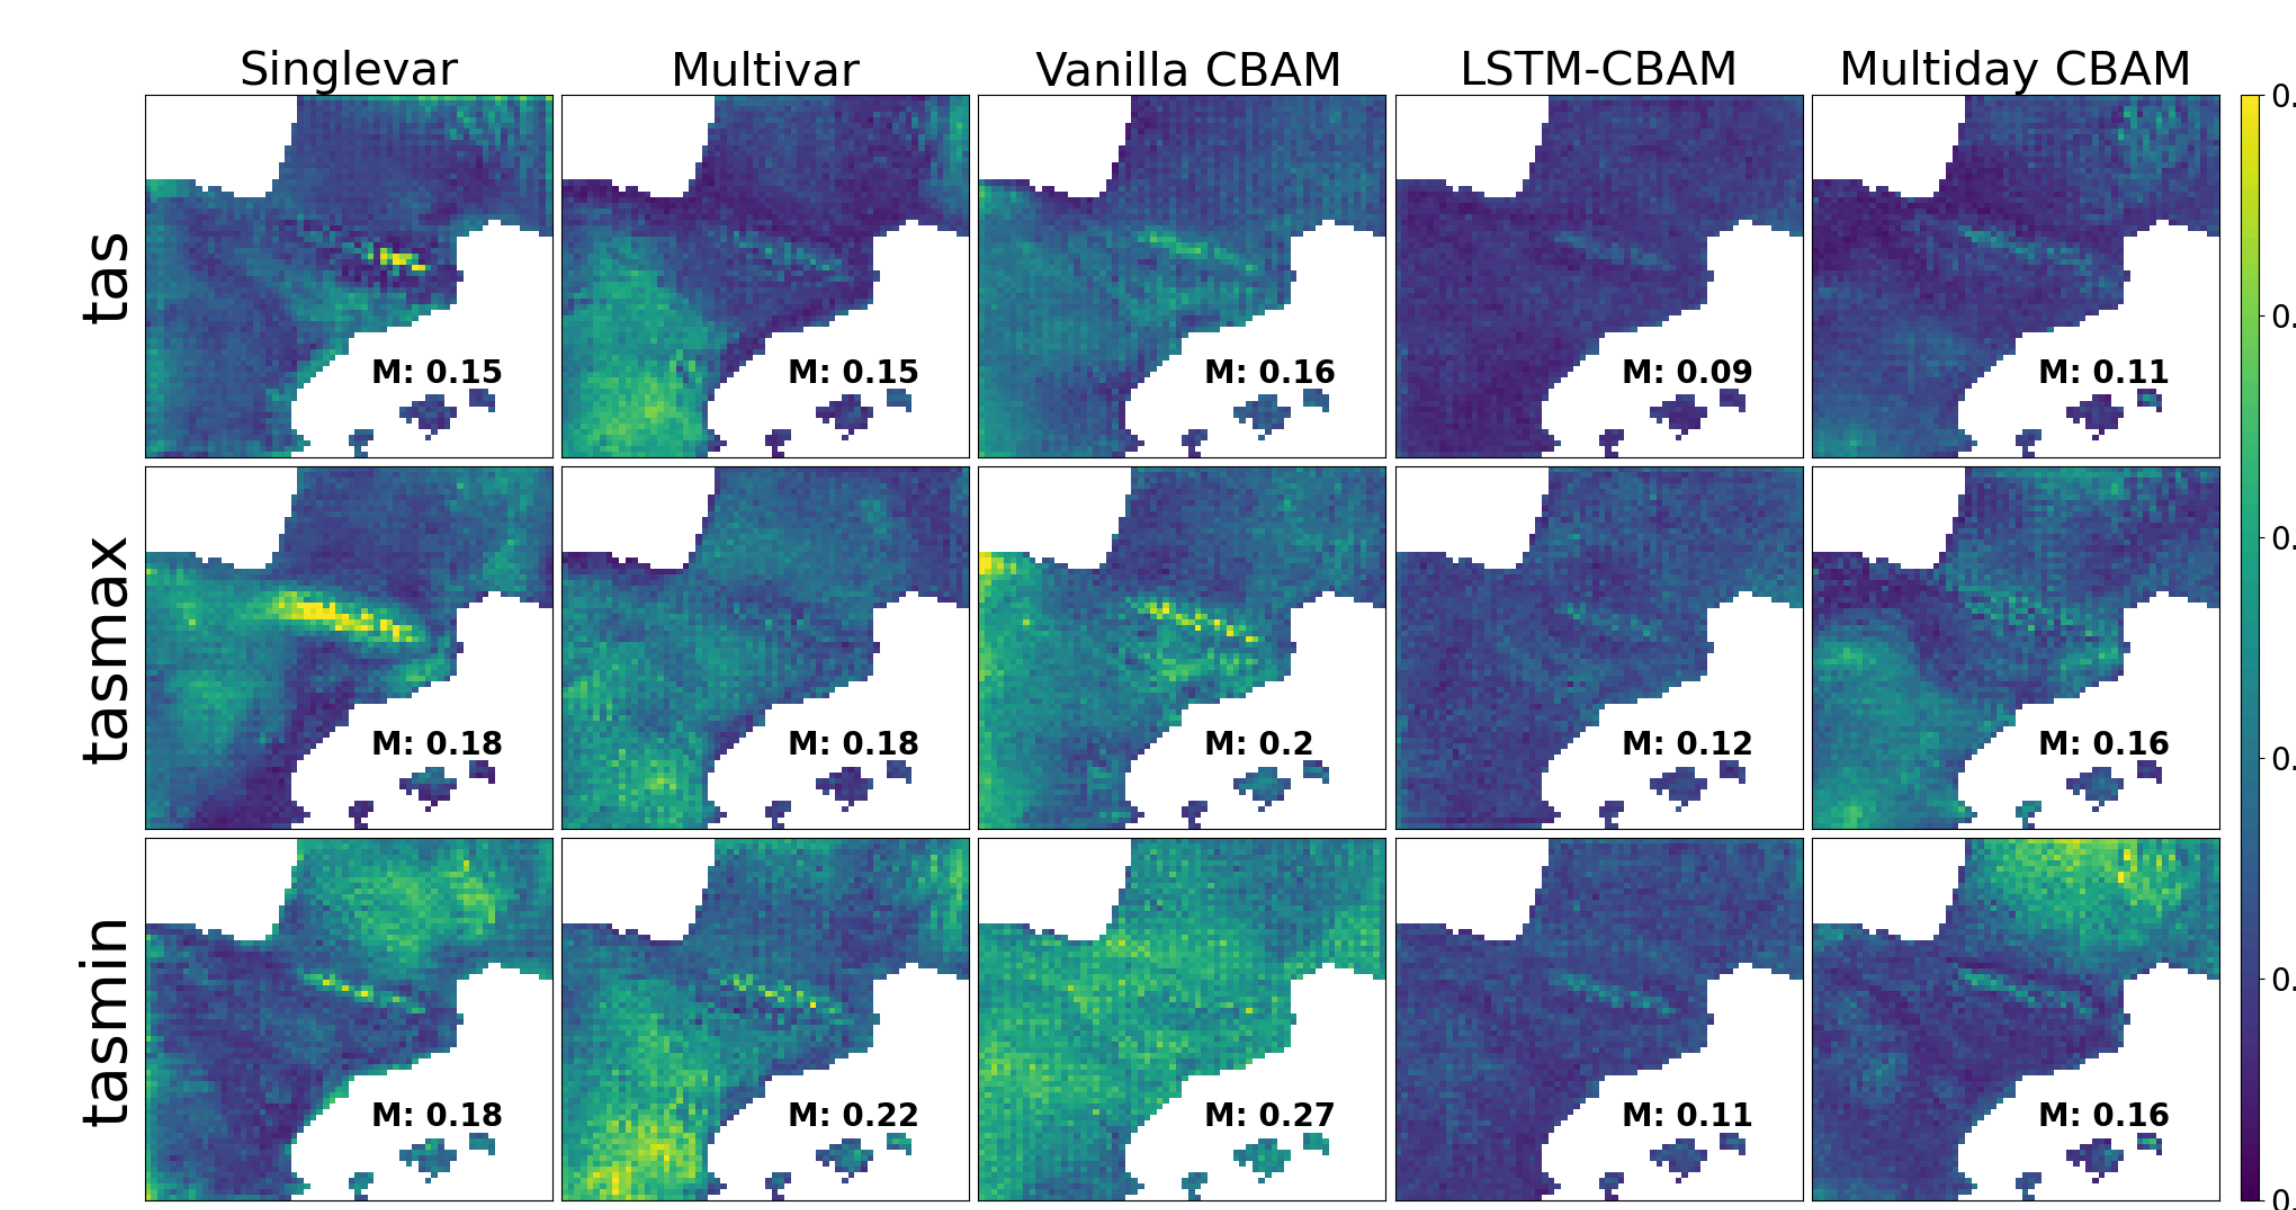 Singlevar Multivar Vanilla CBAM LSTM-CBAM Multiday CBAM
tas
M: 0.15 M: 0.15 M: 0.16 M: 0.09 M: 0.11
tasmax
M: 0.18 M: 0.18 M: 0.2 M: 0.12 M: 0.16
tasmin
M: 0.18 M: 0.22 M: 0.27 M: 0.11 M: 0.16